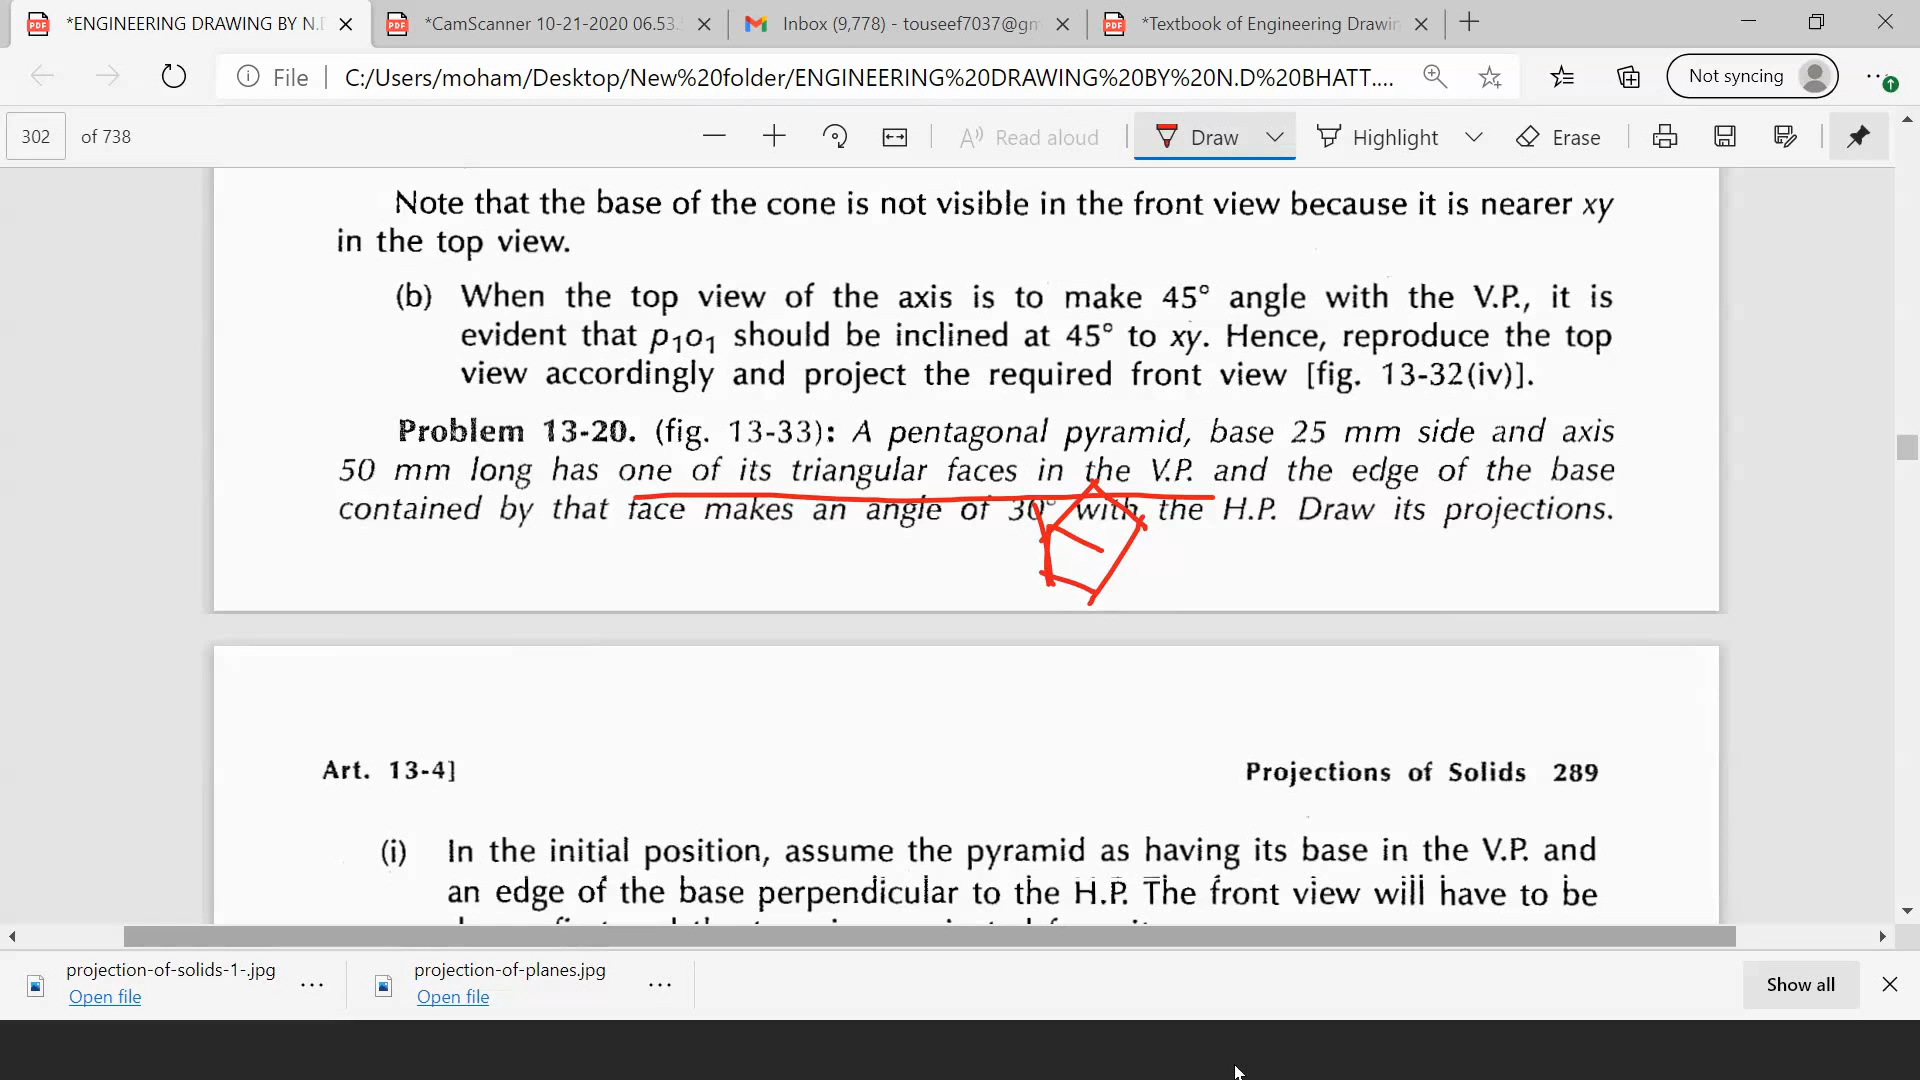 *ENGINEERING DRAWING BY N.D
*CamScanner 10-21-2020 06.53.
Inbox (9,778) - touseef7037@gm
*Textbook of Engineering Drawin
File
C:/Users/moham/Desktop/New%20folder/ENGINEERING%20DRAWING%20BY%20N.D%20BHATT....
Not syncing
302 of 738
Read aloud
Draw
Highlight
Erase
Note that the base of the cone is not visible in the front view because it is nearer xy
in the top view.
(b) When the top view of the axis is to make 45° angle with the V.P., it is
evident that p₁o₁ should be inclined at 45° to xy. Hence, reproduce the top
view accordingly and project the required front view [fig. 13-32(iv)].
Problem 13-20. (fig. 13-33): A pentagonal pyramid, base 25 mm side and axis
50 mm long has one of its triangular faces in the V.P. and the edge of the base
contained by that face makes an angle of 30° with the H.P. Draw its projections.
Art. 13-4]
Projections of Solids 289
(i) In the initial position, assume the pyramid as having its base in the V.P. and
an edge of the base perpendicular to the H.P. The front view will have to be
projection-of-solids-1-.jpg
Open file
projection-of-planes.jpg
Open file
Show all